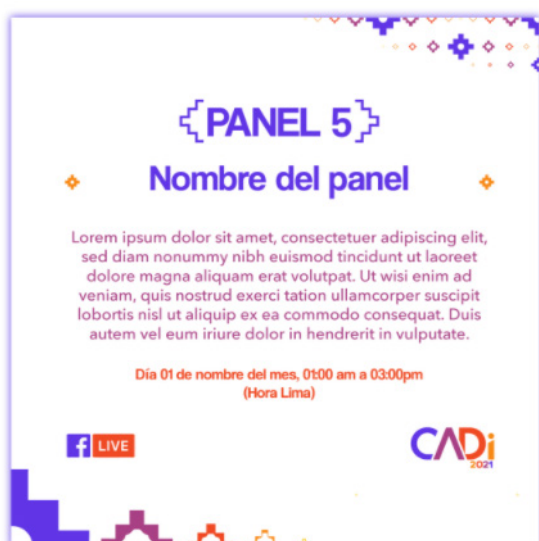 {PANEL 5}
Nombre del panel
Lorem ipsum dolor sit amet, consectetuer adipiscing elit,
sed diam nonummy nibh euismod tincidunt ut laoreet
dolore magna aliquam erat volutpat. Ut wisi enim ad
veniam, quis nostrud exerci tation ullamcorper suscipit
lobortis nisl ut aliquip ex ea commodo consequat. Duis
autem vel eum iriure dolor in hendrerit in vulputate.
Día 01 de nombre del mes, 01:00 am a 03:00pm
(Hora Lima)
f LIVE
CADi
2021